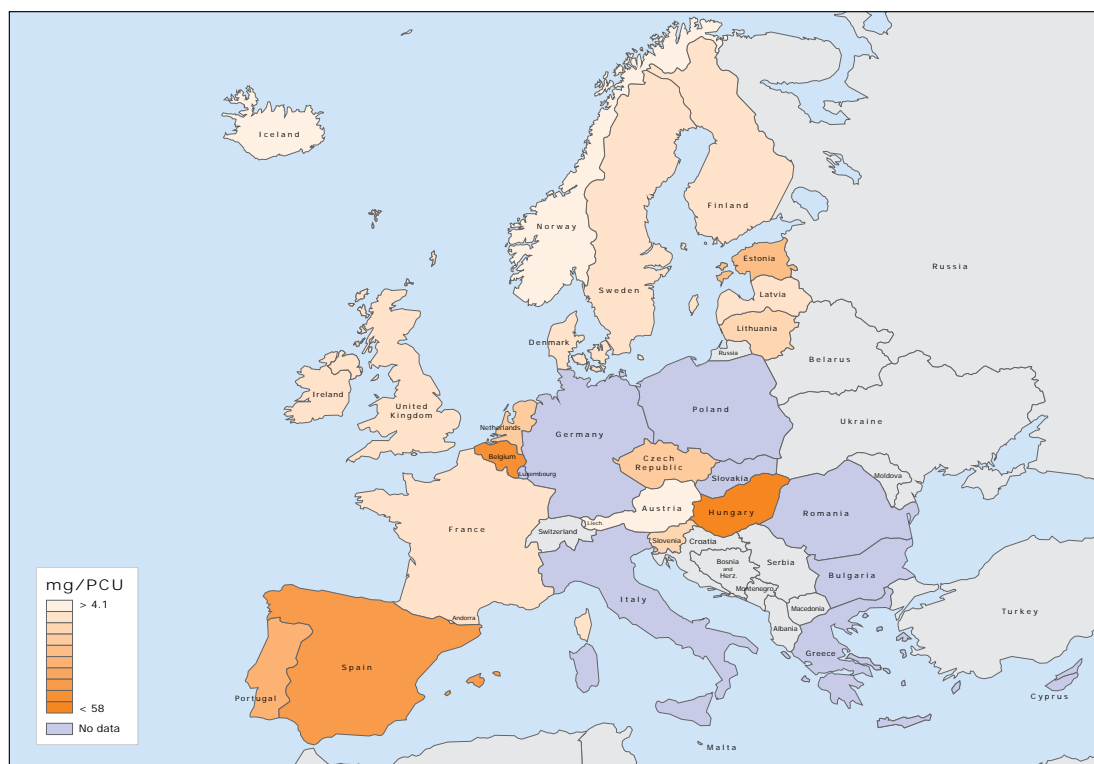 Iceland
Norway
Finland
Sweden
Estonia
Russia
Latvia
Lithuania
Russia
Denmark
Belarus
Ireland
United
Kingdom
Netherlands
Germany
Poland
Ukraine
Belgium
Luxembourg
Czech
Republic
Slovakia
Moldova
France
Austria
Hungary
Romania
Liech.
Switzerland
Slovenia
Croatia
Bosnia
and
Herz.
Serbia
Bulgaria
Montenegro
Italy
Macedonia
Albania
Turkey
Andorra
Greece
Spain
Portugal
Cyprus
Malta
mg/PCU
> 4.1
< 58
No data